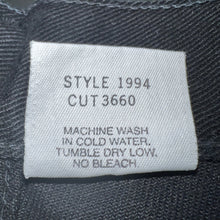 STYLE 1994
CUT 3660
MACHINE WASH
IN COLD WATER.
TUMBLE DRY LOW.
NO BLEACH.